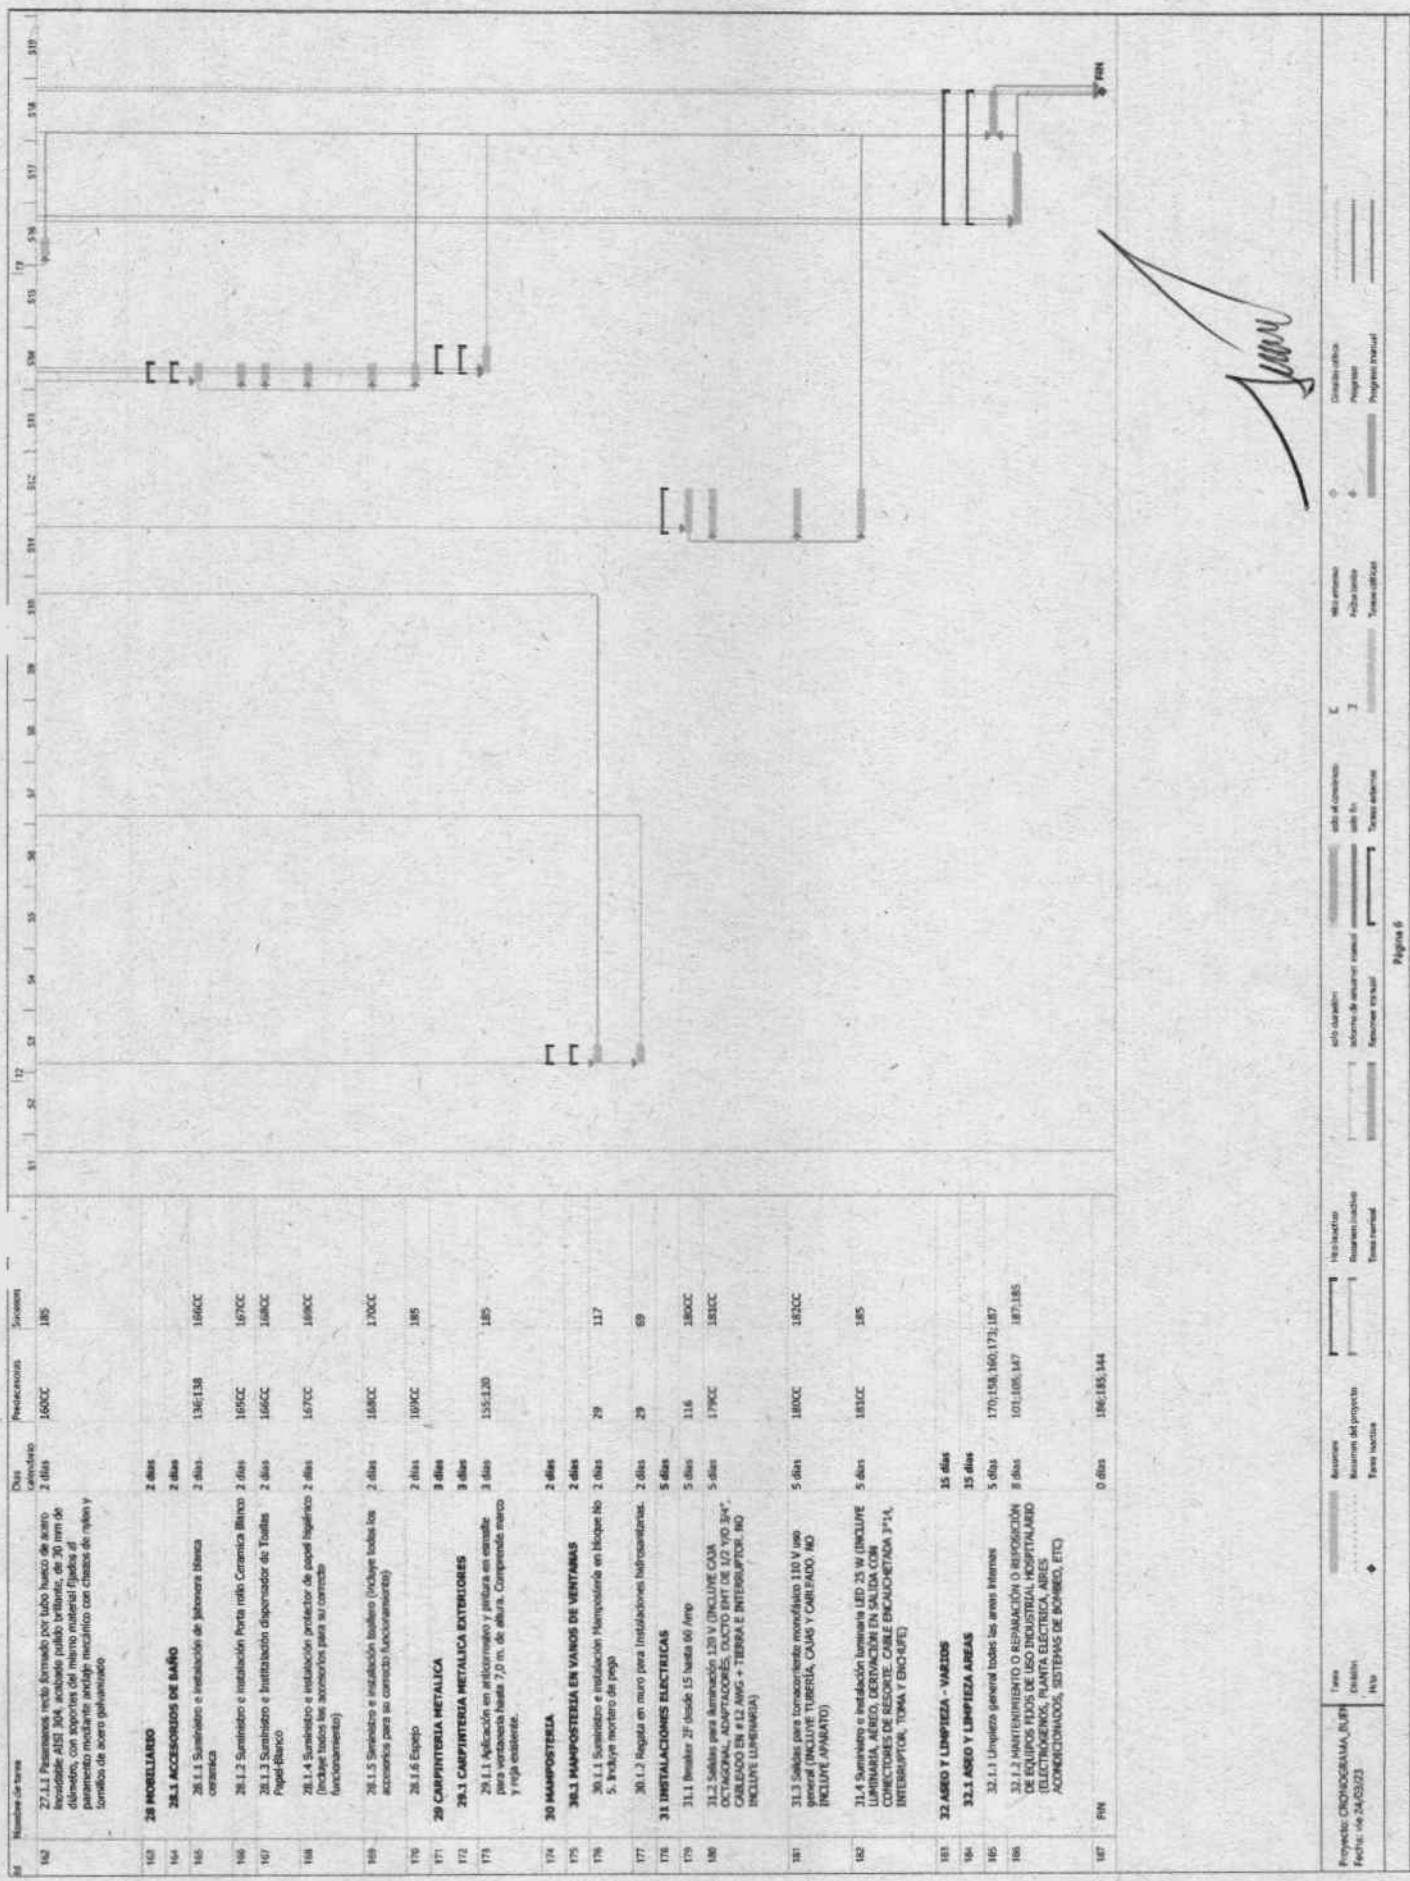 Id Nombre de tarea Dias calendario Predecesoras Sucesores
S1 S2 S3 S4 S5 S6 S7 S8 S9 S10 S11 S12 S13 S14 S15 S16 S17 S18 S19
T2 T3
162 27.1.1 Pasamanos recto formado por tubo hueco de acero 2 días 160CC 185
inoxidable AISI 304, acabado pulido brillante, de 30 mm de
diámetro, con soportes del mismo material fijados al
paramento mediante anclaje mecánico con chazos de nylon y
tornillos de acero galvanizado
163 28 MOBILIARIO 2 días
164 28.1 ACCESORIOS DE BAÑO 2 días
165 28.1.1 Suministro e instalación de jabonera blanca 2 días 136;138 166CC
ceramica
166 28.1.2 Suministro e instalación Porta rollo Ceramica Blanco 2 días 165CC 167CC
167 28.1.3 Suministro e Instalación dispensador de Toallas 2 días 166CC 168CC
Papel-Blanco
168 28.1.4 Suministro e instalación protector de papel higiénico 2 días 167CC 169CC
(incluye todos los accesorios para su correcto
funcionamiento)
169 28.1.5 Suministro e instalación toallero (incluye todos los 2 días 168CC 170CC
accesorios para su correcto funcionamiento)
170 28.1.6 Espejo 2 días 169CC 185
171 29 CARPINTERIA METALICA 3 días
172 29.1 CARPINTERIA METALICA EXTERIORES 3 días
173 29.1.1 Aplicación en anticorrosivo y pintura en esmalte 3 días 155;120 185
para ventanería hasta 7,0 m. de altura. Comprende marco
y reja existente.
174 30 MAMPOSTERIA 2 días
175 30.1 MAMPOSTERIA EN VANOS DE VENTANAS 2 días
176 30.1.1 Suministro e instalación Mampostería en bloque No 2 días 29 117
5. Incluye mortero de pega
177 30.1.2 Regata en muro para Instalaciones hidrosanitarias. 2 días 29 69
178 31 INSTALACIONES ELECTRICAS 5 días
179 31.1 Breaker 2F desde 15 hasta 60 Amp 5 días 116 180CC
180 31.2 Salidas para iluminación 120 V (INCLUYE CAJA 5 días 179CC 181CC
OCTAGONAL, ADAPTADORES, DUCTO EMT DE 1/2 Y/O 3/4",
CABLEADO EN #12 AWG + TIERRA E INTERRUPTOR. NO
INCLUYE LUMINARIA)
181 31.3 Salidas para tomacorriente monofásico 110 V uso 5 días 180CC 182CC
general (INCLUYE TUBERÍA, CAJAS Y CABLEADO. NO
INCLUYE APARATO)
182 31.4 Suministro e instalación luminaria LED 25 W (INCLUYE 5 días 181CC 185
LUMINARIA, AÉREO, DERIVACIÓN EN SALIDA CON
CONECTORES DE RESORTE, CABLE ENCAUCHETADA 3*14,
INTERRUPTOR, TOMA Y ENCHUFE)
183 32 ASEO Y LIMPIEZA - VARIOS 15 días
184 32.1 ASEO Y LIMPIEZA AREAS 15 días
185 32.1.1 Limpieza general todas las areas internas 5 días 170;158,160,173; 187
186 32.1.2 MANTENIMIENTO O REPARACIÓN O REPOSICIÓN 8 días 101;105,147 187;185
DE EQUIPOS FIJOS DE USO INDUSTRIAL HOSPITALARIO
(ELECTRÓGENOS, PLANTA ELÉCTRICA, AIRES
ACONDICIONADOS, SISTEMAS DE BOMBEO, ETC)
187 FIN 0 días 186;185,144
FIN
Proyecto: CRONOGRAMA_BUEN
Fecha: vie 24/03/23
Tarea Resumen Hito inactivo solo duración solo el comienzo Hito externo División crítica
División Resumen del proyecto Resumen inactivo Informe de resumen manual solo fin Fecha límite Progreso
Hito Tarea inactiva Tarea manual Resumen manual Tareas externas Tareas críticas Progreso manual
Página 6